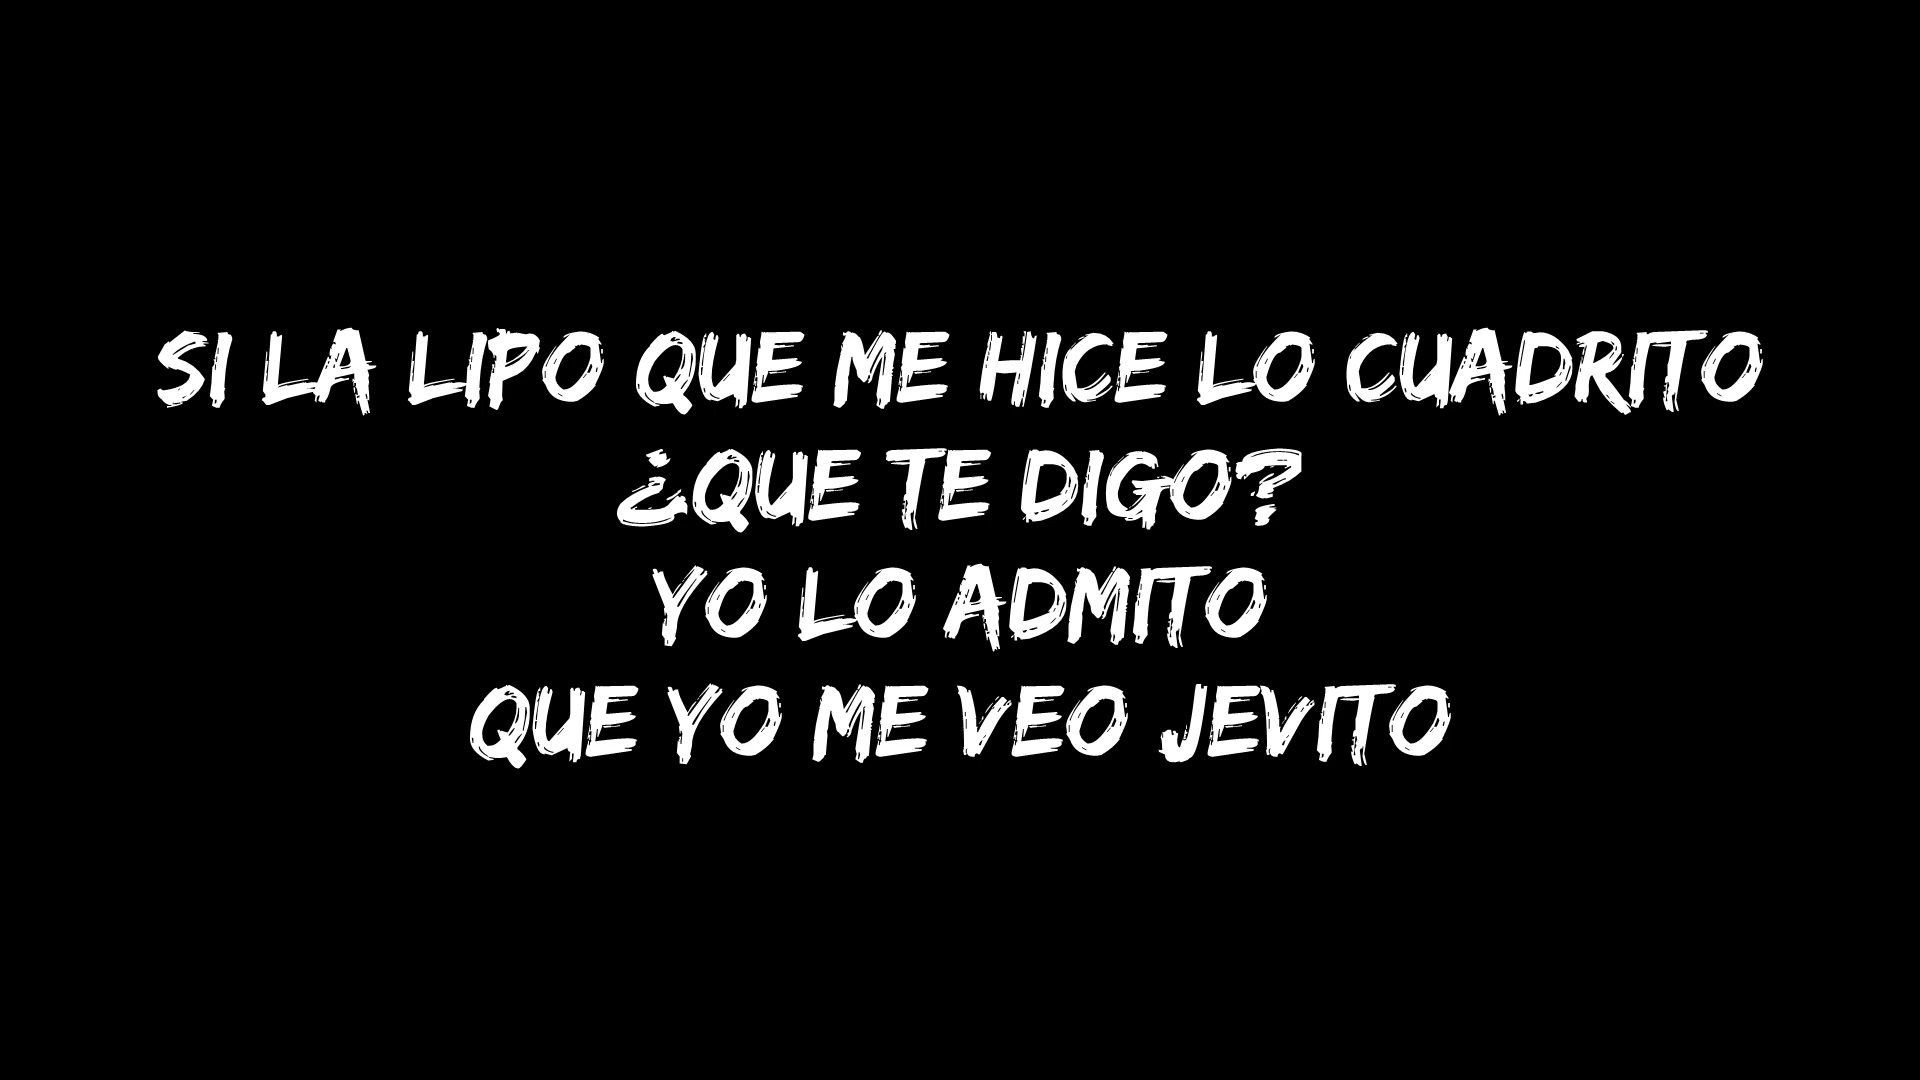 SI LA LIPO QUE ME HICE LO CUADRITO
¿QUE TE DIGO?
YO LO ADMITO
QUE YO ME VEO JEVITO